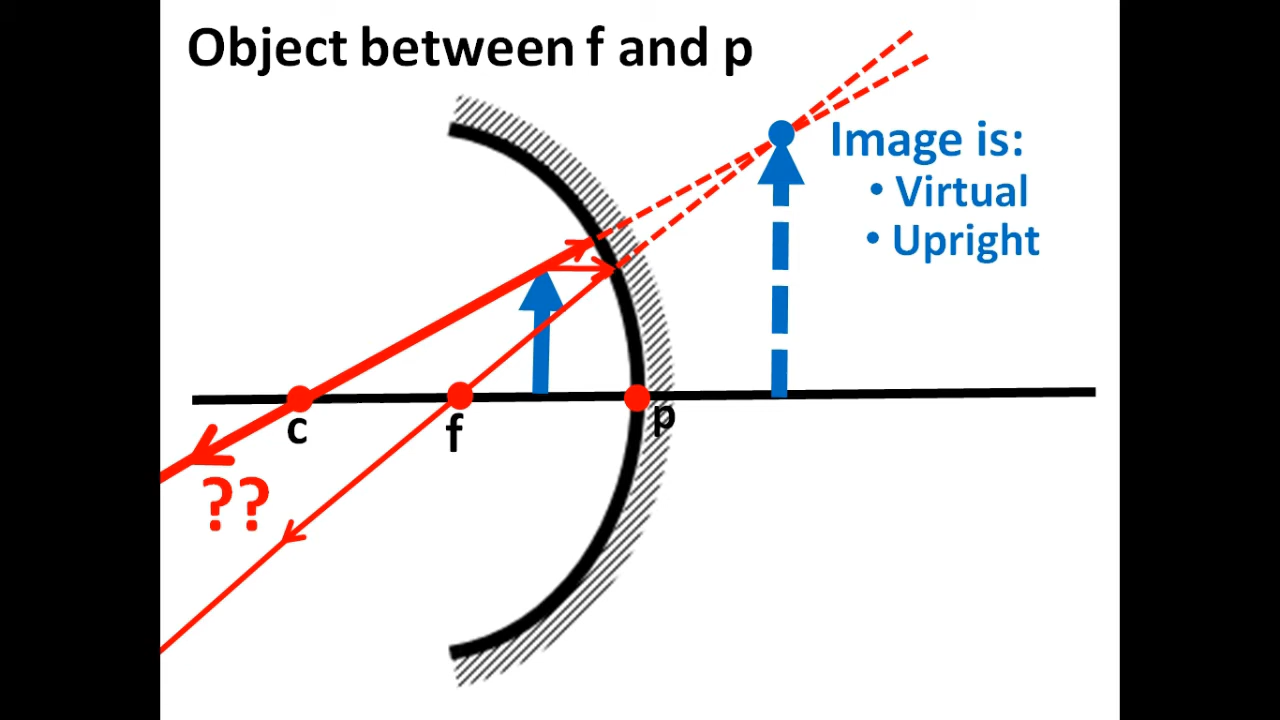 Object between f and p
Image is:
• Virtual
• Upright
c
f
p
??